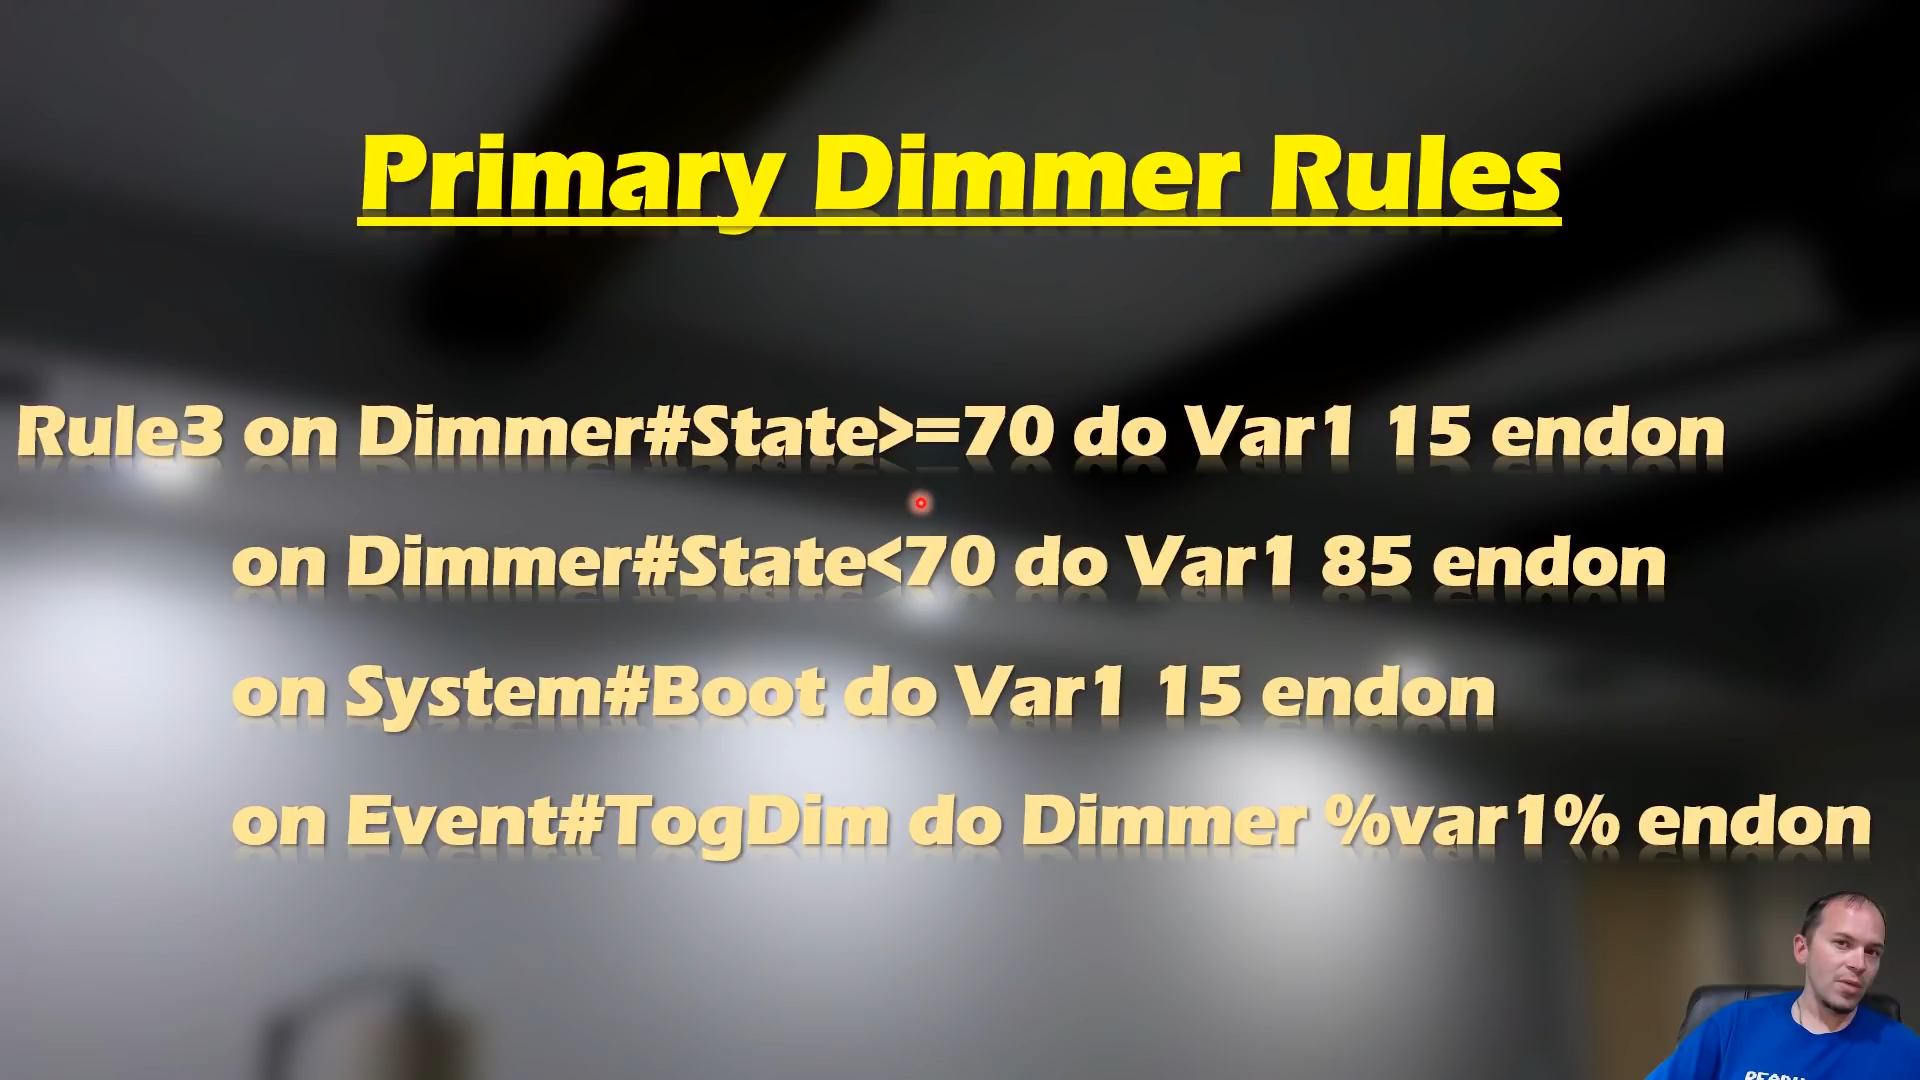 Primary Dimmer Rules
Rule3 on Dimmer#State>=70 do Var1 15 endon
on Dimmer#State<70 do Var1 85 endon
on System#Boot do Var1 15 endon
on Event#TogDim do Dimmer %var1% endon